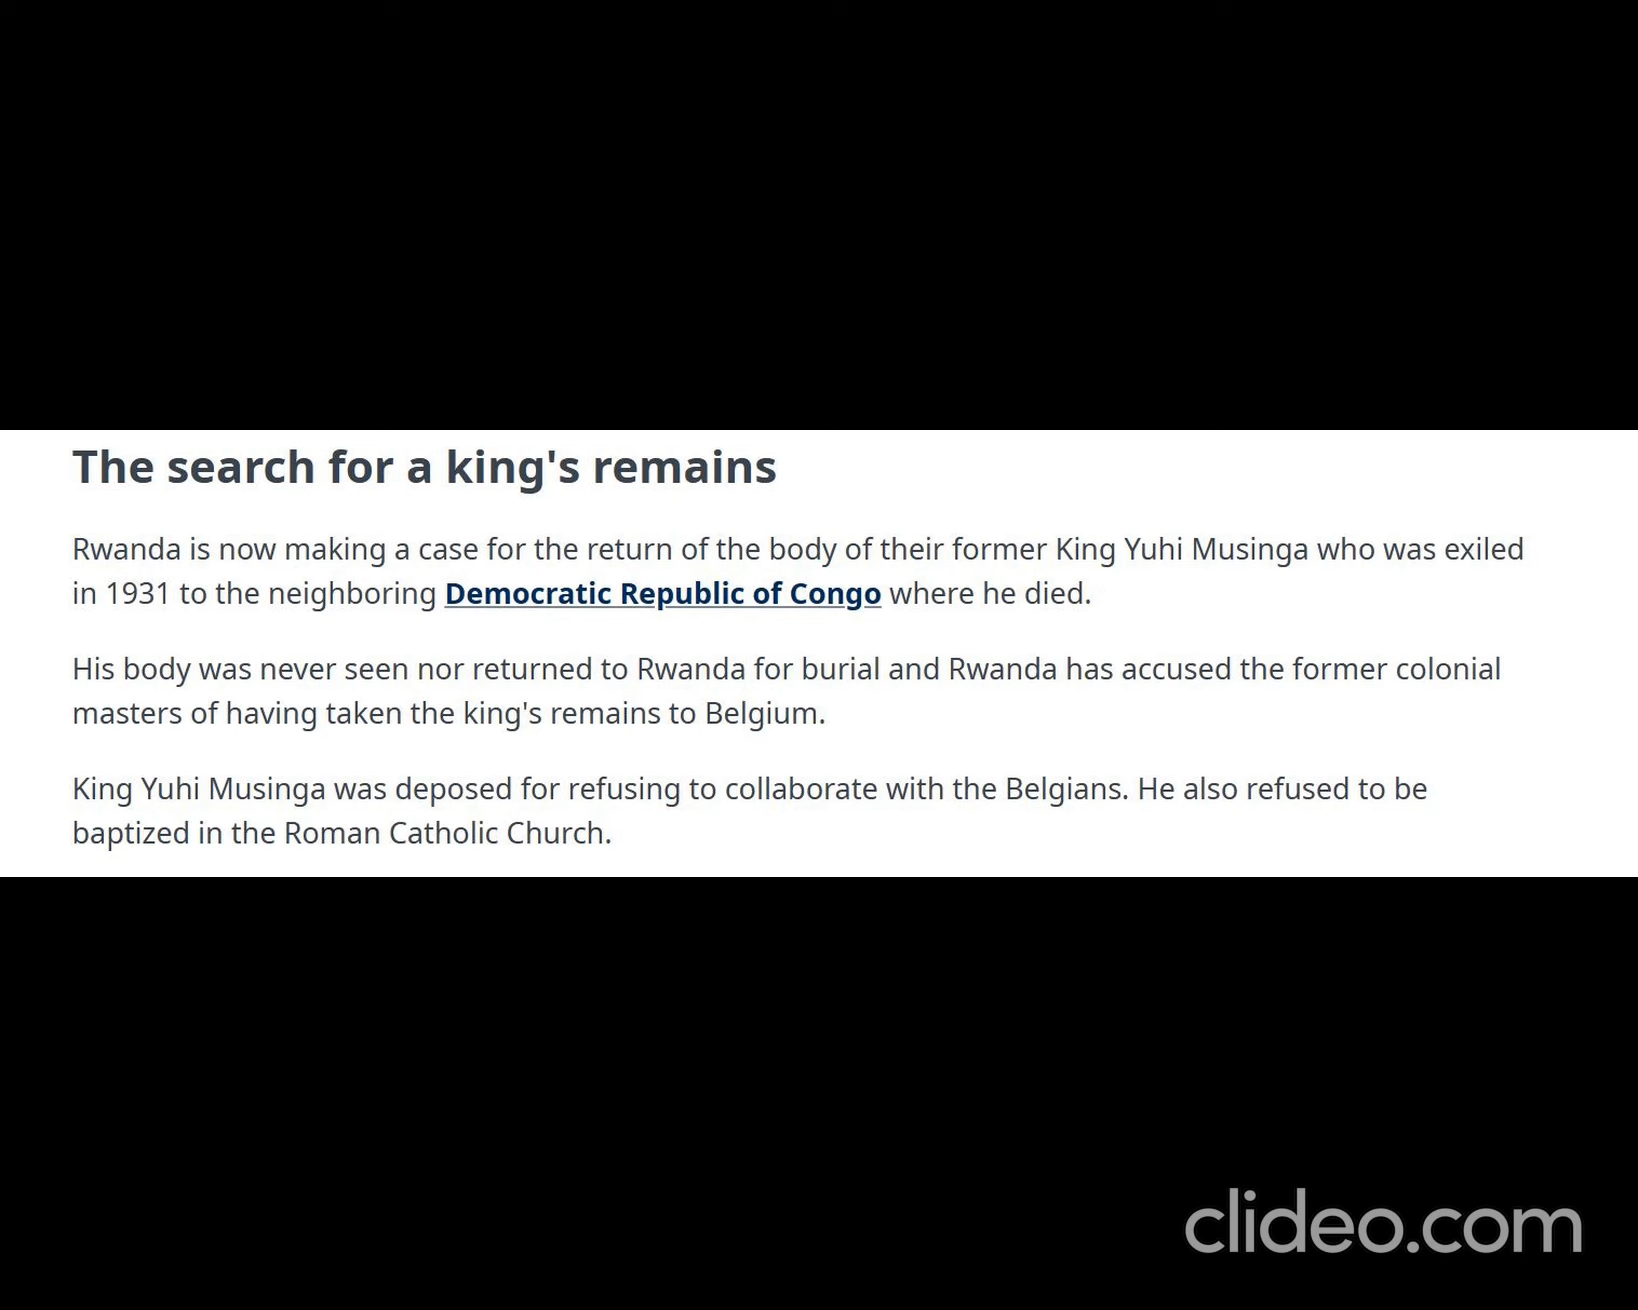 The search for a king's remains
Rwanda is now making a case for the return of the body of their former King Yuhi Musinga who was exiled
in 1931 to the neighboring Democratic Republic of Congo where he died.
His body was never seen nor returned to Rwanda for burial and Rwanda has accused the former colonial
masters of having taken the king's remains to Belgium.
King Yuhi Musinga was deposed for refusing to collaborate with the Belgians. He also refused to be
baptized in the Roman Catholic Church.
clideo.com